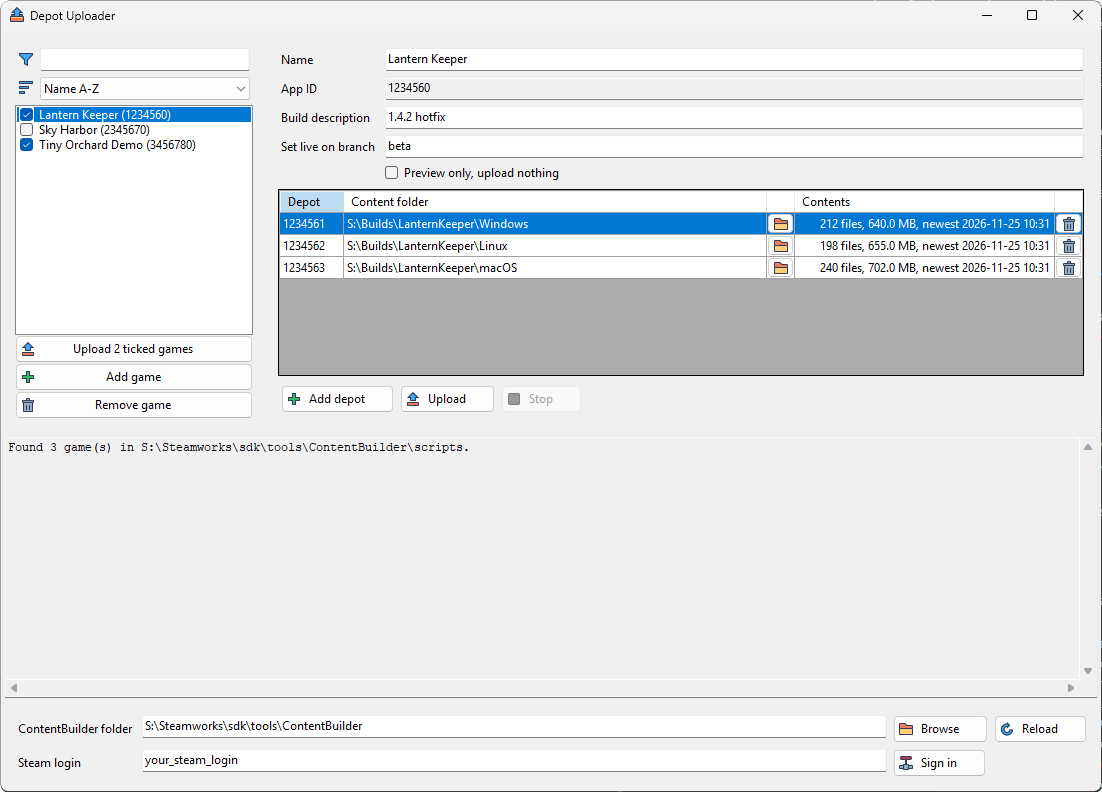 Depot Uploader
Name A-Z
Lantern Keeper (1234560)
Sky Harbor (2345670)
Tiny Orchard Demo (3456780)
Upload 2 ticked games
Add game
Remove game
Name Lantern Keeper
App ID 1234560
Build description 1.4.2 hotfix
Set live on branch beta
Preview only, upload nothing
Depot Content folder Contents
1234561 S:\Builds\LanternKeeper\Windows 212 files, 640.0 MB, newest 2026-11-25 10:31
1234562 S:\Builds\LanternKeeper\Linux 198 files, 655.0 MB, newest 2026-11-25 10:31
1234563 S:\Builds\LanternKeeper\macOS 240 files, 702.0 MB, newest 2026-11-25 10:31
Add depot Upload Stop
Found 3 game(s) in S:\Steamworks\sdk\tools\ContentBuilder\scripts.
ContentBuilder folder S:\Steamworks\sdk\tools\ContentBuilder Browse Reload
Steam login your_steam_login Sign in